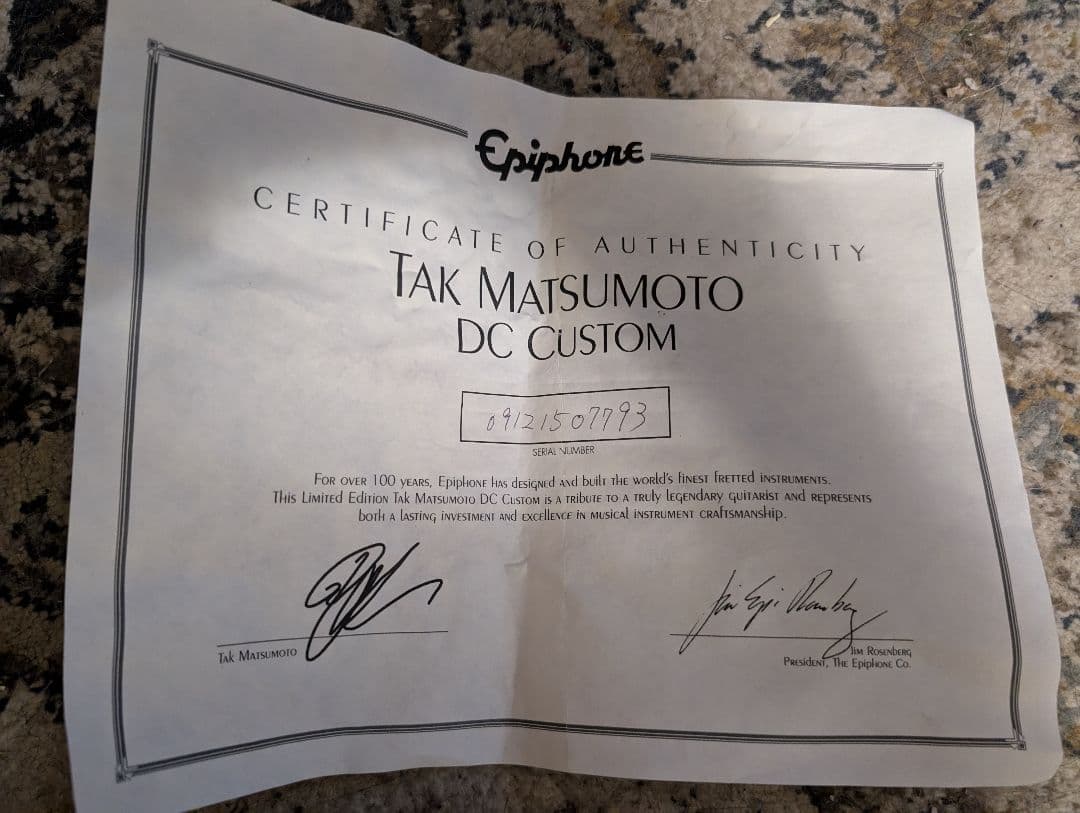 Epiphone
CERTIFICATE OF AUTHENTICITY
TAK MATSUMOTO
DC CUSTOM
09121507793
SERIAL NUMBER
FOR OVER 100 YEARS, EPIPHONE HAS DESIGNED AND BUILT THE WORLD'S FINEST FRETTED INSTRUMENTS.
THIS LIMITED EDITION TAK MATSUMOTO DC CUSTOM IS A TRIBUTE TO A TRULY LEGENDARY GUITARIST AND REPRESENTS
BOTH A LASTING INVESTMENT AND EXCELLENCE IN MUSICAL INSTRUMENT CRAFTSMANSHIP.
Jim "Epi" Rosenberg
TAK MATSUMOTO
JIM ROSENBERG
PRESIDENT, THE EPIPHONE CO.